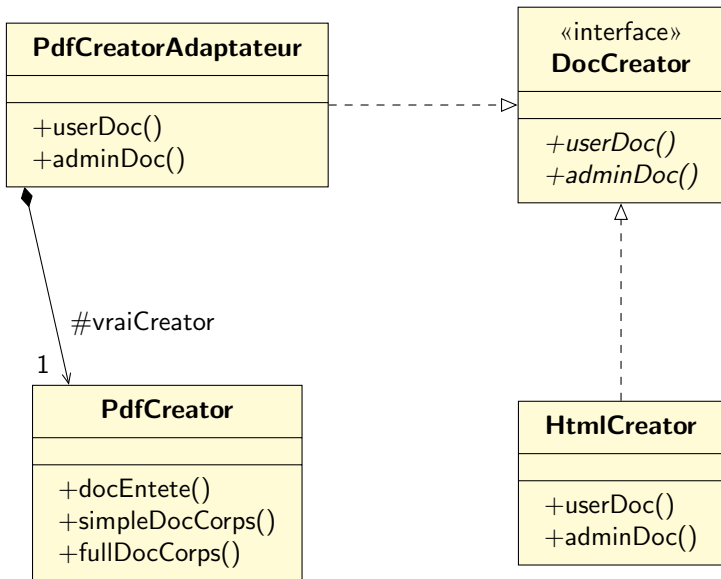 PdfCreatorAdaptateur
+userDoc()
+adminDoc()
«interface»
DocCreator
+userDoc()
+adminDoc()
#vraiCreator
1
PdfCreator
+docEntete()
+simpleDocCorps()
+fullDocCorps()
HtmlCreator
+userDoc()
+adminDoc()